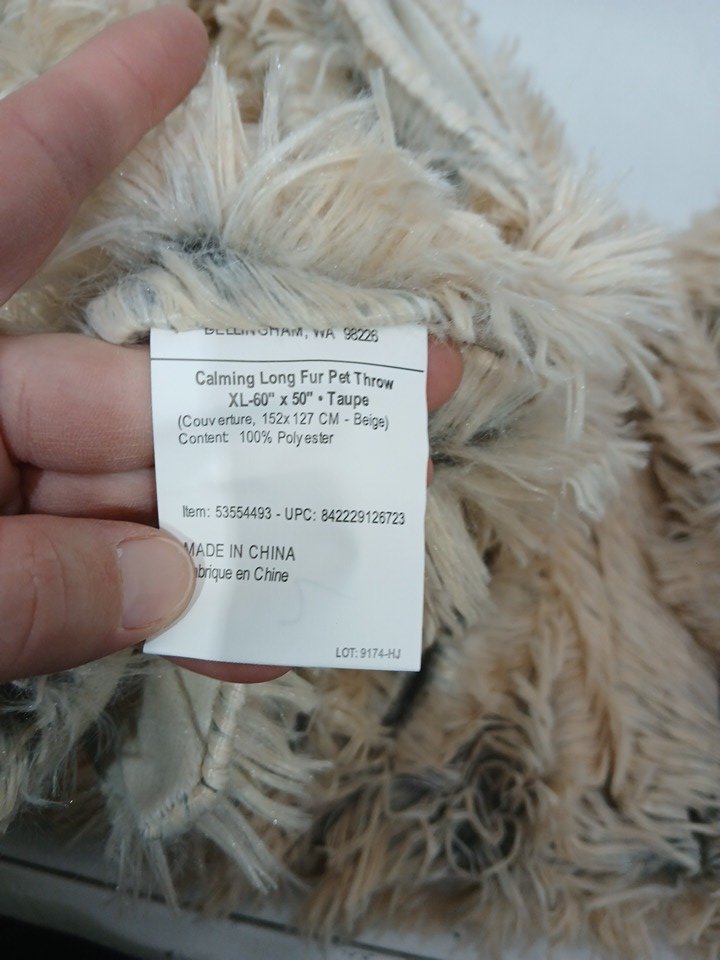 BELLINGHAM, WA 98226
Calming Long Fur Pet Throw
XL-60" x 50" • Taupe
(Couverture, 152x127 CM - Beige)
Content: 100% Polyester
Item: 53554493 - UPC: 842229126723
MADE IN CHINA
brique en Chine
LOT: 9174-HJ